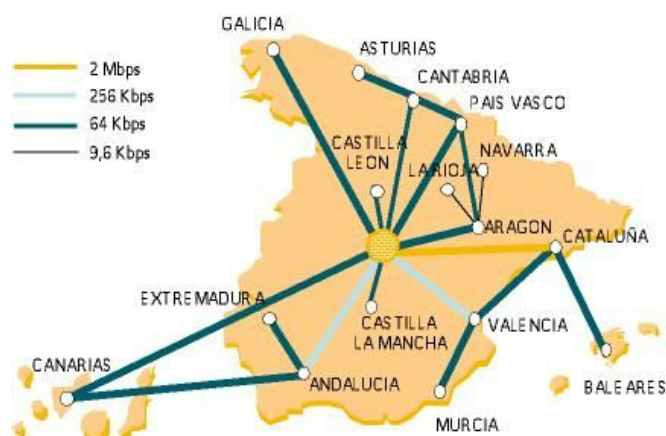 GALICIA
ASTURIAS
2 Mbps
CANTABRIA
256 Kbps
PAIS VASCO
64 Kbps
9,6 Kbps
CASTILLA
LEON
NAVARRA
LA RIOJA
ARAGON
CATALUÑA
EXTREMADURA
CASTILLA
LA MANCHA
VALENCIA
CANARIAS
ANDALUCIA
BALEARES
MURCIA